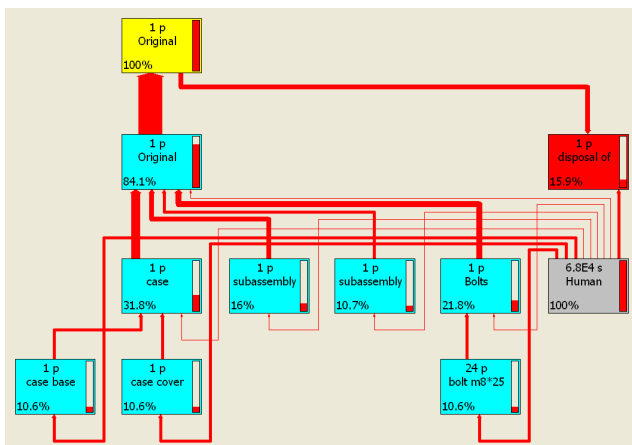 1 p
Original
100%
1 p
Original
84.1%
1 p
disposal of
15.9%
1 p
case
31.8%
1 p
subassembly
16%
1 p
subassembly
10.7%
1 p
Bolts
21.8%
6.8E4 s
Human
100%
1 p
case base
10.6%
1 p
case cover
10.6%
24 p
bolt m8*25
10.6%